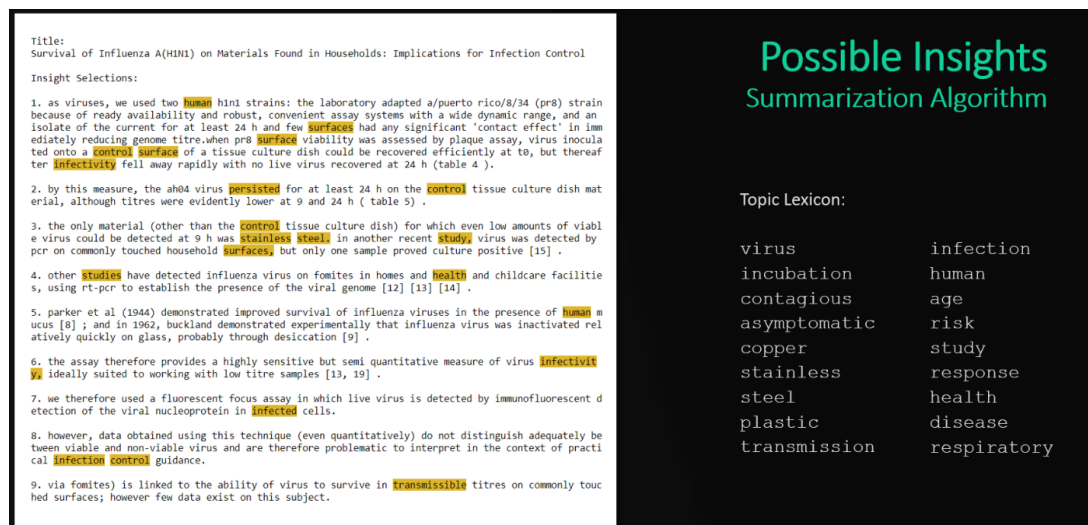 Title:
Survival of Influenza A(H1N1) on Materials Found in Households: Implications for Infection Control
Insight Selections:
1. as viruses, we used two human h1n1 strains: the laboratory adapted a/puerto rico/8/34 (pr8) strain
because of ready availability and robust, convenient assay systems with a wide dynamic range, and an
isolate of the current for at least 24 h and few surfaces had any significant 'contact effect' in imm
ediately reducing genome titre.when pr8 surface viability was assessed by plaque assay, virus inocula
ted onto a control surface of a tissue culture dish could be recovered efficiently at t0, but thereaf
ter infectivity fell away rapidly with no live virus recovered at 24 h (table 4 ).
2. by this measure, the ah04 virus persisted for at least 24 h on the control tissue culture dish mat
erial, although titres were evidently lower at 9 and 24 h ( table 5) .
3. the only material (other than the control tissue culture dish) for which even low amounts of viabl
e virus could be detected at 9 h was stainless steel. in another recent study, virus was detected by
pcr on commonly touched household surfaces, but only one sample proved culture positive [15] .
4. other studies have detected influenza virus on fomites in homes and health and childcare facilitie
s, using rt-pcr to establish the presence of the viral genome [12] [13] [14] .
5. parker et al (1944) demonstrated improved survival of influenza viruses in the presence of human m
ucus [8] ; and in 1962, buckland demonstrated experimentally that influenza virus was inactivated rel
atively quickly on glass, probably through desiccation [9] .
6. the assay therefore provides a highly sensitive but semi quantitative measure of virus infectivit
y, ideally suited to working with low titre samples [13, 19] .
7. we therefore used a fluorescent focus assay in which live virus is detected by immunofluorescent d
etection of the viral nucleoprotein in infected cells.
8. however, data obtained using this technique (even quantitatively) do not distinguish adequately be
tween viable and non-viable virus and are therefore problematic to interpret in the context of practi
cal infection control guidance.
9. via fomites) is linked to the ability of virus to survive in transmissible titres on commonly touc
hed surfaces; however few data exist on this subject.
Possible Insights
Summarization Algorithm
Topic Lexicon:
virus infection
incubation human
contagious age
asymptomatic risk
copper study
stainless response
steel health
plastic disease
transmission respiratory